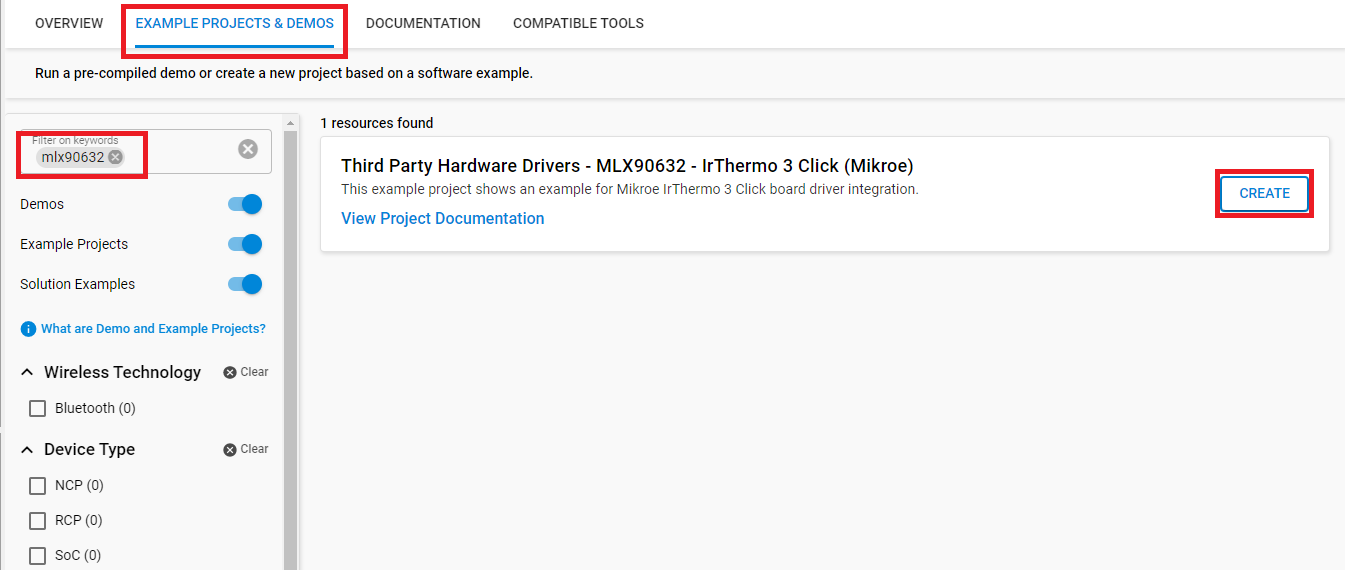 OVERVIEW
EXAMPLE PROJECTS & DEMOS
DOCUMENTATION
COMPATIBLE TOOLS
Run a pre-compiled demo or create a new project based on a software example.
Filter on keywords
mlx90632
Demos
Example Projects
Solution Examples
What are Demo and Example Projects?
Wireless Technology
Clear
Bluetooth (0)
Device Type
Clear
NCP (0)
RCP (0)
SoC (0)
1 resources found
Third Party Hardware Drivers - MLX90632 - IrThermo 3 Click (Mikroe)
This example project shows an example for Mikroe IrThermo 3 Click board driver integration.
View Project Documentation
CREATE